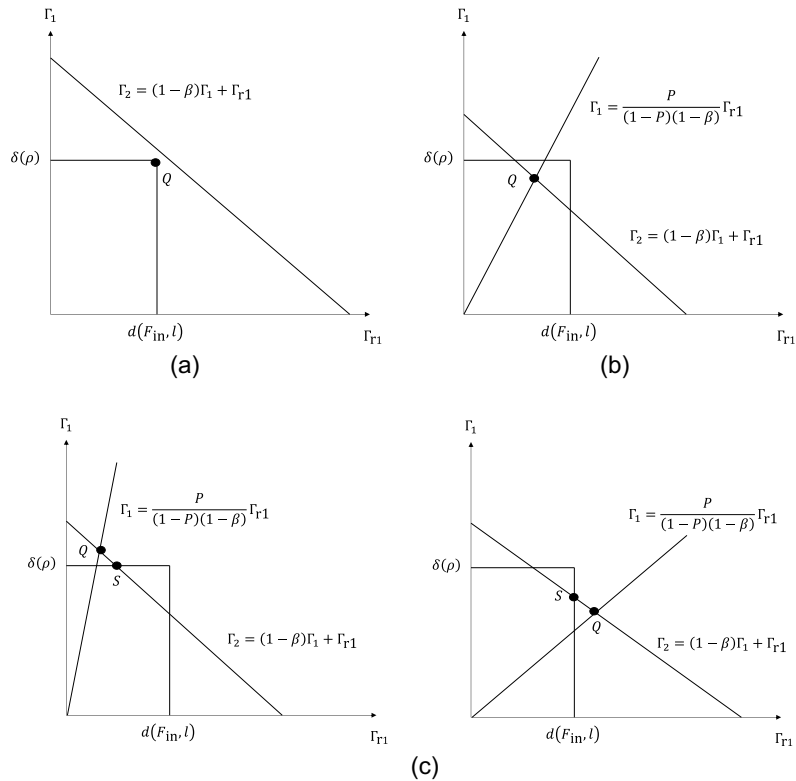 Γ₁
Γ₂ = (1−β)Γ₁ + Γr1
δ(ρ)
Q
d(Fin, l)
Γr1
(a)
Γ₁
Γ₁ = P/((1−P)(1−β)) Γr1
δ(ρ)
Q
Γ₂ = (1−β)Γ₁ + Γr1
d(Fin, l)
Γr1
(b)
Γ₁
Γ₁ = P/((1−P)(1−β)) Γr1
Q
δ(ρ)
S
Γ₂ = (1−β)Γ₁ + Γr1
d(Fin, l)
Γr1
Γ₁
Γ₁ = P/((1−P)(1−β)) Γr1
δ(ρ)
S
Q
Γ₂ = (1−β)Γ₁ + Γr1
d(Fin, l)
Γr1
(c)